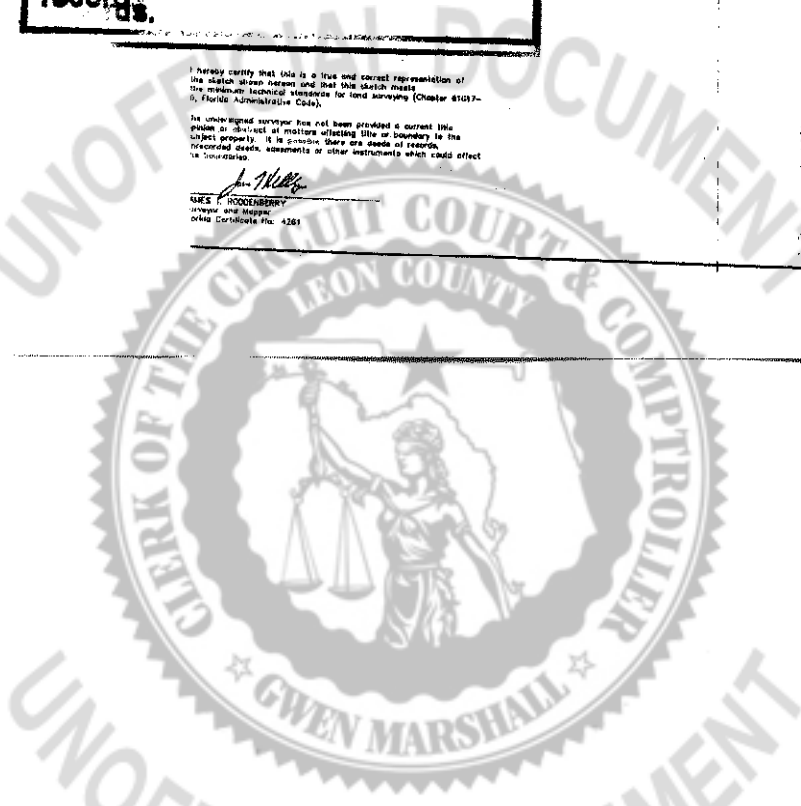 ds.
I hereby certify that this is a true and correct representation of
the sketch shown hereon and that this sketch meets
the minimum technical standards for land surveying (Chapter 61G17-
6, Florida Administrative Code).
The undersigned surveyor has not been provided a current title
opinion or abstract of matters affecting title or boundary to the
subject property. It is possible there are deeds of records,
unrecorded deeds, easements or other instruments which could affect
boundaries.
RODDENBERRY
Surveyor and Mapper
Florida Certificate No: 4261
UNOFFICIAL DOCUMENT
CLERK OF THE CIRCUIT COURT & COMPTROLLER
LEON COUNTY
GWEN MARSHALL